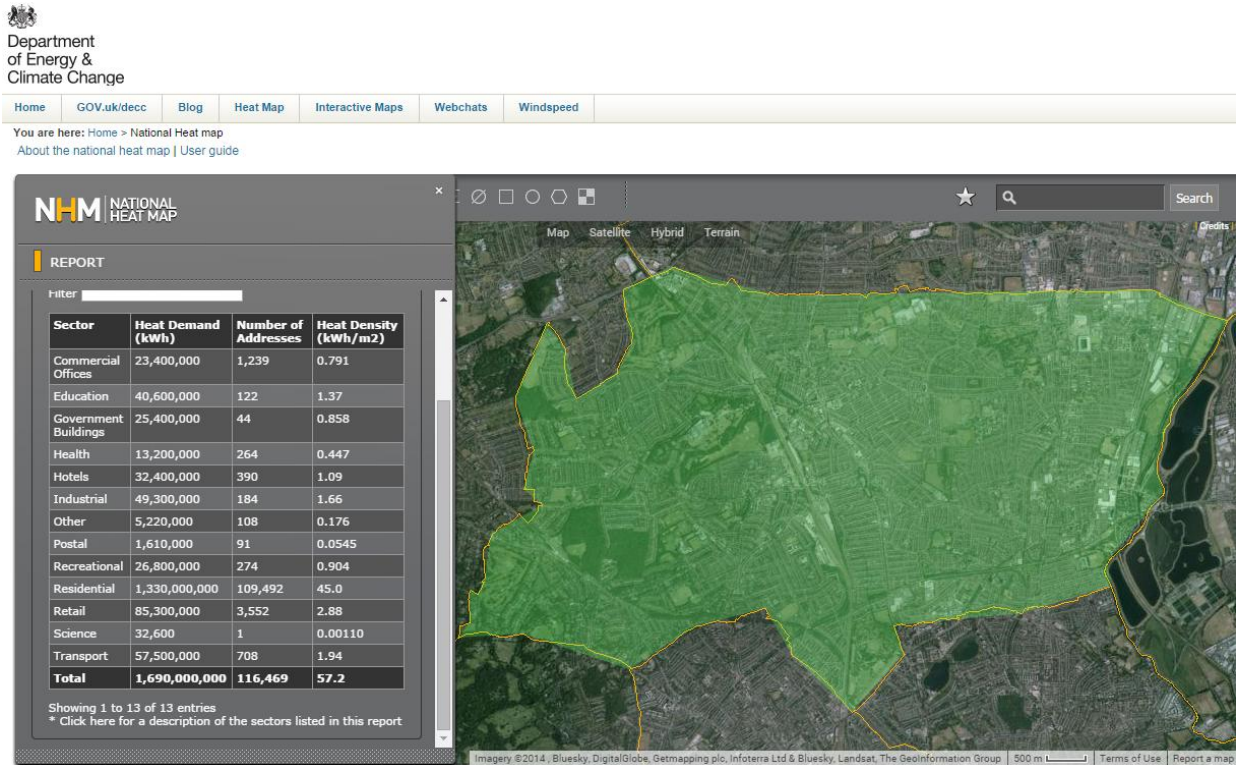 Department
of Energy &
Climate Change
Home GOV.uk/decc Blog Heat Map Interactive Maps Webchats Windspeed
You are here: Home > National Heat map
About the national heat map | User guide
NHM NATIONAL HEAT MAP ×
Search
Map Satellite Hybrid Terrain
Credits
REPORT
Filter
Sector Heat Demand (kWh) Number of Addresses Heat Density (kWh/m2)
Commercial Offices 23,400,000 1,239 0.791
Education 40,600,000 122 1.37
Government Buildings 25,400,000 44 0.858
Health 13,200,000 264 0.447
Hotels 32,400,000 390 1.09
Industrial 49,300,000 184 1.66
Other 5,220,000 108 0.176
Postal 1,610,000 91 0.0545
Recreational 26,800,000 274 0.904
Residential 1,330,000,000 109,492 45.0
Retail 85,300,000 3,552 2.88
Science 32,600 1 0.00110
Transport 57,500,000 708 1.94
Total 1,690,000,000 116,469 57.2
Showing 1 to 13 of 13 entries
* Click here for a description of the sectors listed in this report
Imagery ©2014 , Bluesky, DigitalGlobe, Getmapping plc, Infoterra Ltd & Bluesky, Landsat, The GeoInformation Group 500 m Terms of Use Report a map